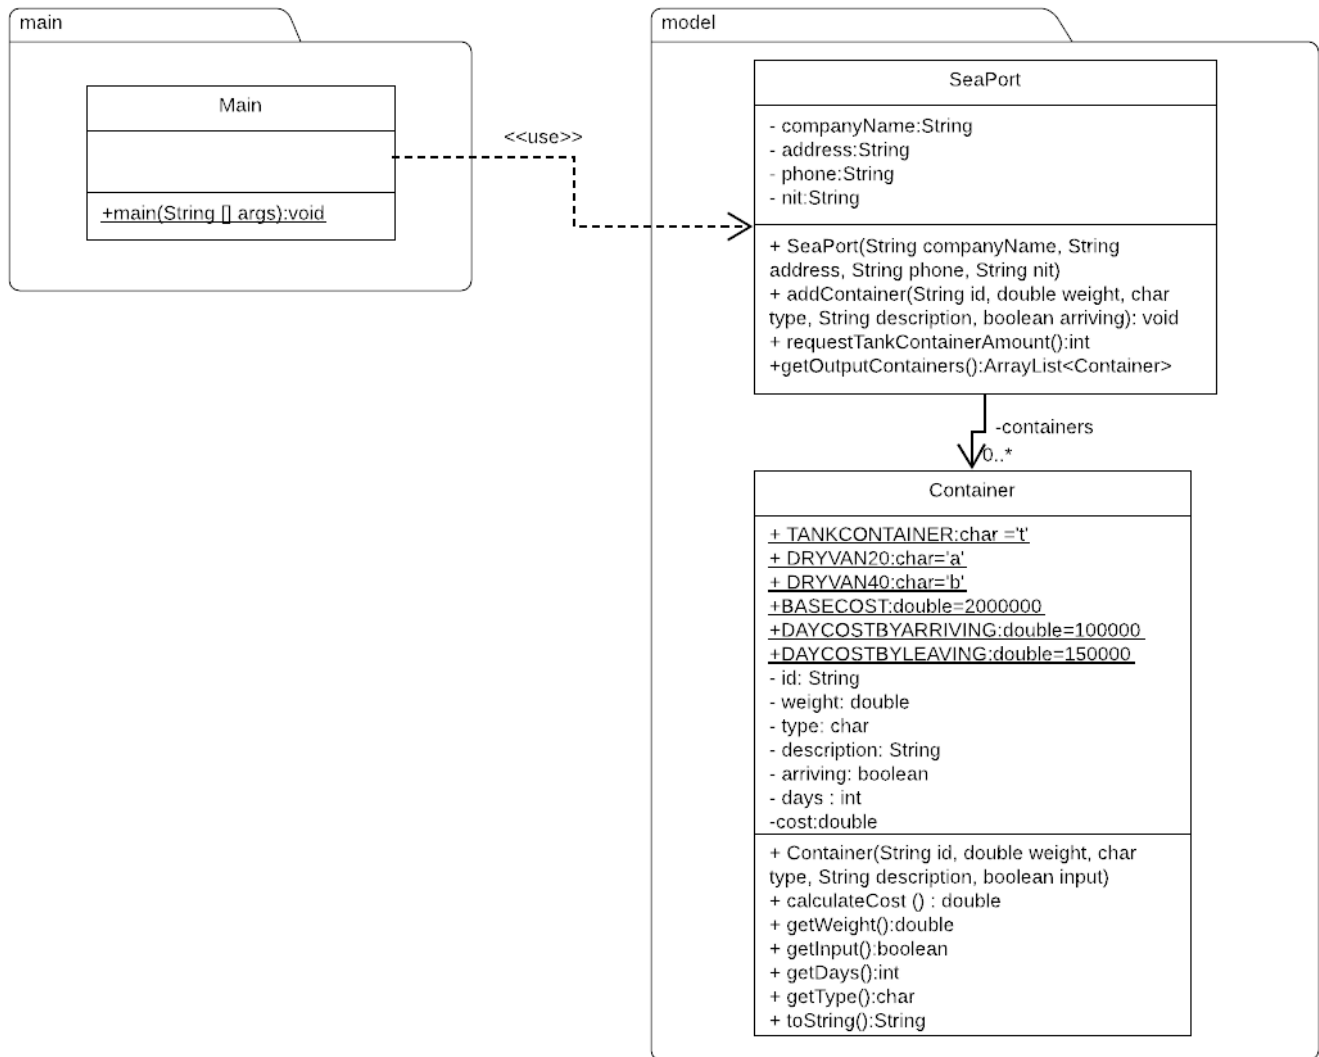 main
Main
+main(String [] args):void
<<use>>
model
SeaPort
- companyName:String
- address:String
- phone:String
- nit:String
+ SeaPort(String companyName, String
address, String phone, String nit)
+ addContainer(String id, double weight, char
type, String description, boolean arriving): void
+ requestTankContainerAmount():int
+getOutputContainers():ArrayList<Container>
-containers
0..*
Container
+ TANKCONTAINER:char ='t'
+ DRYVAN20:char='a'
+ DRYVAN40:char='b'
+BASECOST:double=2000000
+DAYCOSTBYARRIVING:double=100000
+DAYCOSTBYLEAVING:double=150000
- id: String
- weight: double
- type: char
- description: String
- arriving: boolean
- days : int
-cost:double
+ Container(String id, double weight, char
type, String description, boolean input)
+ calculateCost () : double
+ getWeight():double
+ getInput():boolean
+ getDays():int
+ getType():char
+ toString():String